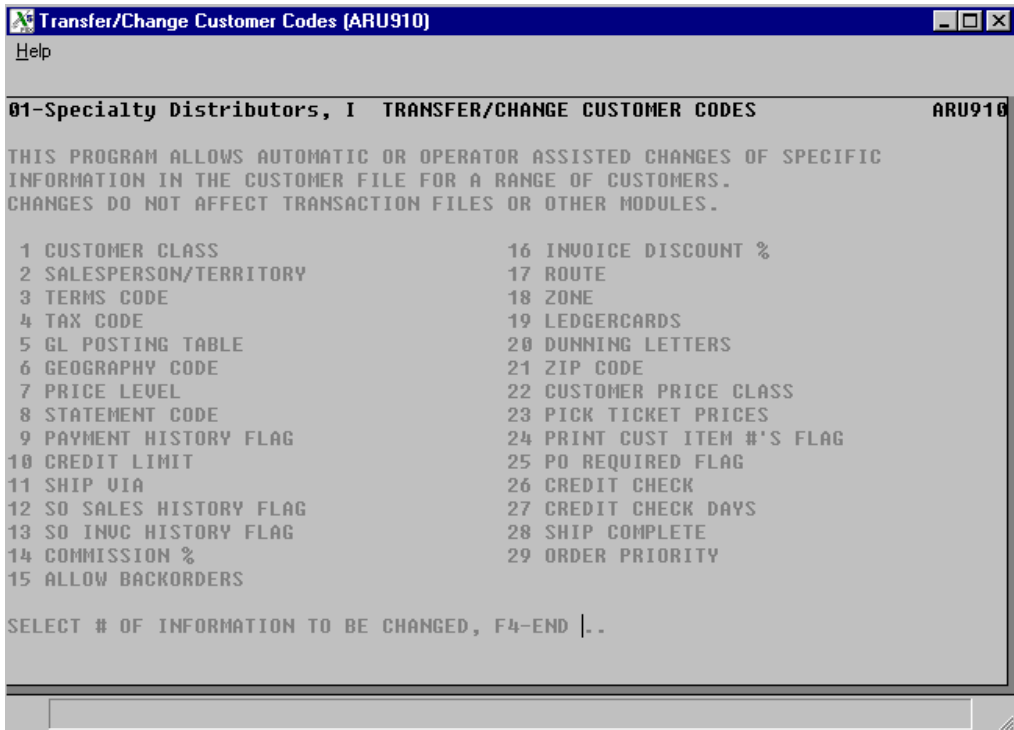 Transfer/Change Customer Codes (ARU910)
Help
01-Specialty Distributors, I TRANSFER/CHANGE CUSTOMER CODES ARU910
THIS PROGRAM ALLOWS AUTOMATIC OR OPERATOR ASSISTED CHANGES OF SPECIFIC
INFORMATION IN THE CUSTOMER FILE FOR A RANGE OF CUSTOMERS.
CHANGES DO NOT AFFECT TRANSACTION FILES OR OTHER MODULES.
1 CUSTOMER CLASS 16 INVOICE DISCOUNT %
2 SALESPERSON/TERRITORY 17 ROUTE
3 TERMS CODE 18 ZONE
4 TAX CODE 19 LEDGERCARDS
5 GL POSTING TABLE 20 DUNNING LETTERS
6 GEOGRAPHY CODE 21 ZIP CODE
7 PRICE LEVEL 22 CUSTOMER PRICE CLASS
8 STATEMENT CODE 23 PICK TICKET PRICES
9 PAYMENT HISTORY FLAG 24 PRINT CUST ITEM #'S FLAG
10 CREDIT LIMIT 25 PO REQUIRED FLAG
11 SHIP VIA 26 CREDIT CHECK
12 SO SALES HISTORY FLAG 27 CREDIT CHECK DAYS
13 SO INVC HISTORY FLAG 28 SHIP COMPLETE
14 COMMISSION % 29 ORDER PRIORITY
15 ALLOW BACKORDERS
SELECT # OF INFORMATION TO BE CHANGED, F4-END ..